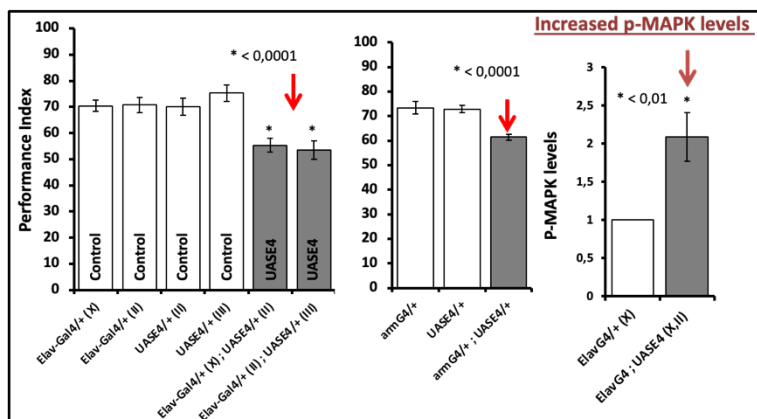 Increased p-MAPK levels
Performance Index
100
90
80
70
60
50
40
30
20
10
0
* < 0,0001
* *
Control
Control
Control
Control
UASE4
UASE4
Elav-Gal4/+ (X)
Elav-Gal4/+ (II)
UASE4/+ (II)
UASE4/+ (III)
Elav-Gal4/+ (X) ; UASE4/+ (II)
Elav-Gal4/+ (II) ; UASE4/+ (III)
100
90
80
70
60
50
40
30
20
10
0
* < 0,0001
armG4/+
UASE4/+
armG4/+ ; UASE4/+
P-MAPK levels
3
2,5
2
1,5
1
0,5
0
* < 0,01
*
ElavG4/+ (X)
ElavG4 ; UASE4 (X,II)